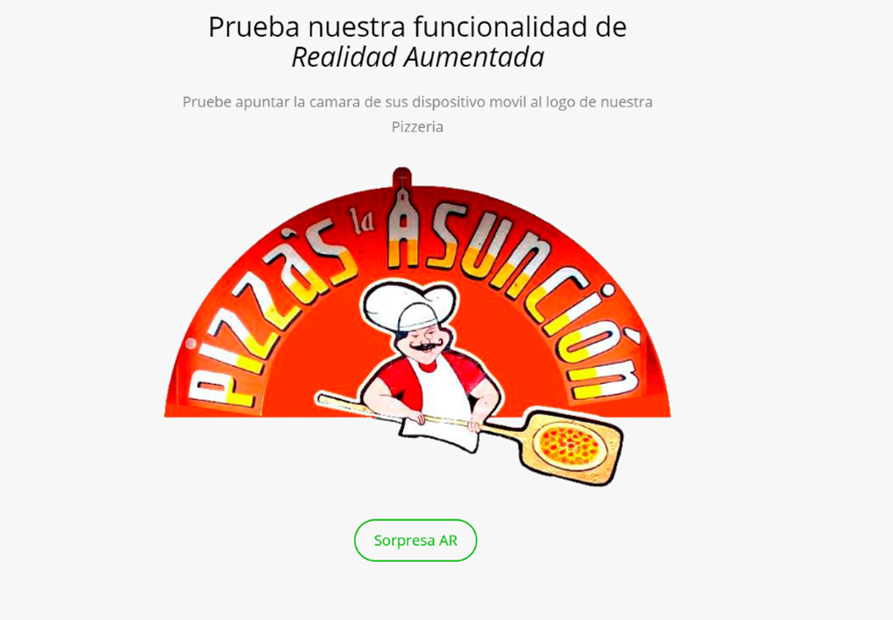 Prueba nuestra funcionalidad de
Realidad Aumentada
Pruebe apuntar la camara de sus dispositivo movil al logo de nuestra
Pizzeria
Pizzàs la Asunción
Sorpresa AR